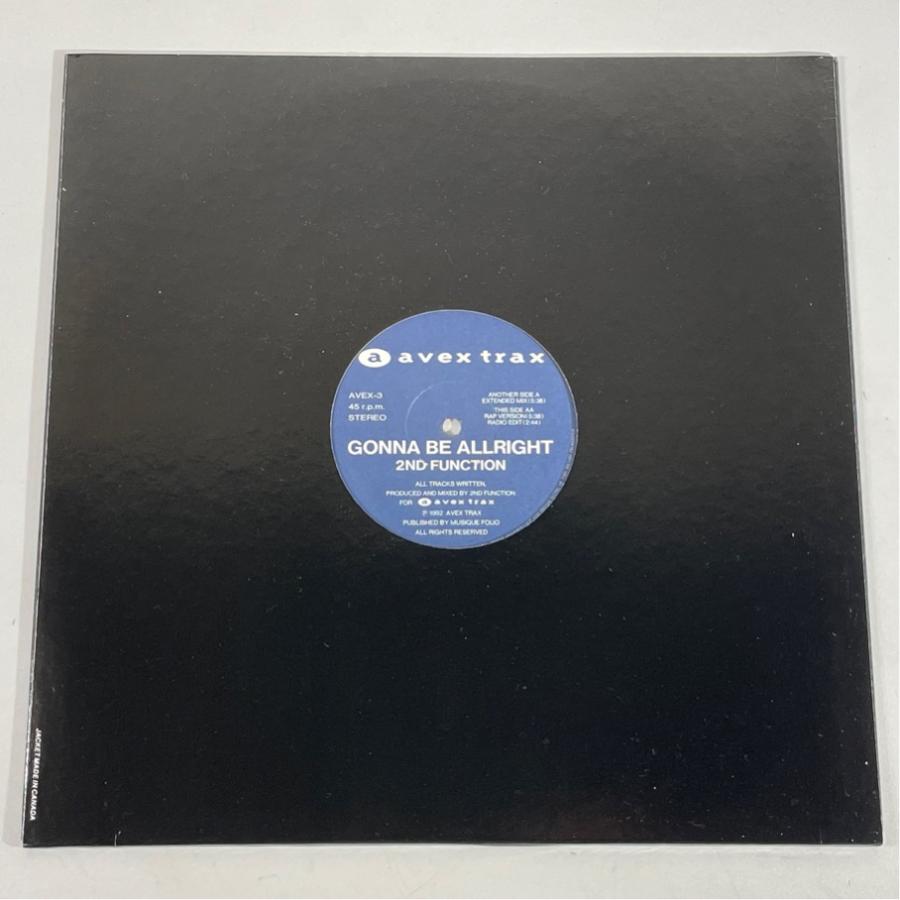 a avex trax
AVEX-3
45 r.p.m.
STEREO
ANOTHER SIDE A
EXTENDED MIX (5:38)
THIS SIDE AA
RAP VERSION (5:38)
RADIO EDIT (2:44)
GONNA BE ALLRIGHT
2ND FUNCTION
ALL TRACKS WRITTEN,
PRODUCED AND MIXED BY 2ND FUNCTION
FOR a avex trax
℗ 1992 AVEX TRAX
PUBLISHED BY MUSIQUE FOLIO
ALL RIGHTS RESERVED
JACKET MADE IN CANADA